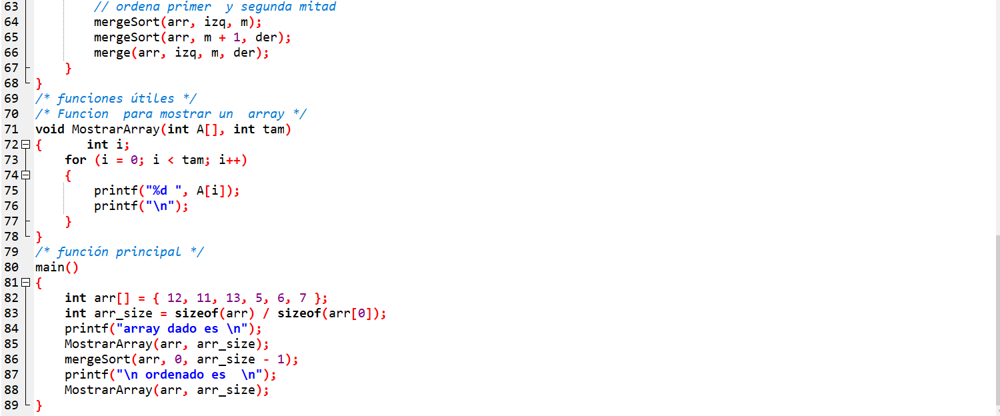 63 // ordena primer  y segunda mitad
64 mergeSort(arr, izq, m);
65 mergeSort(arr, m + 1, der);
66 merge(arr, izq, m, der);
67 }
68 }
69 /* funciones útiles */
70 /* Funcion  para mostrar un  array */
71 void MostrarArray(int A[], int tam)
72 {      int i;
73 for (i = 0; i < tam; i++)
74 {
75 printf("%d ", A[i]);
76 printf("\n");
77 }
78 }
79 /* función principal */
80 main()
81 {
82 int arr[] = { 12, 11, 13, 5, 6, 7 };
83 int arr_size = sizeof(arr) / sizeof(arr[0]);
84 printf("array dado es \n");
85 MostrarArray(arr, arr_size);
86 mergeSort(arr, 0, arr_size - 1);
87 printf("\n ordenado es  \n");
88 MostrarArray(arr, arr_size);
89 }